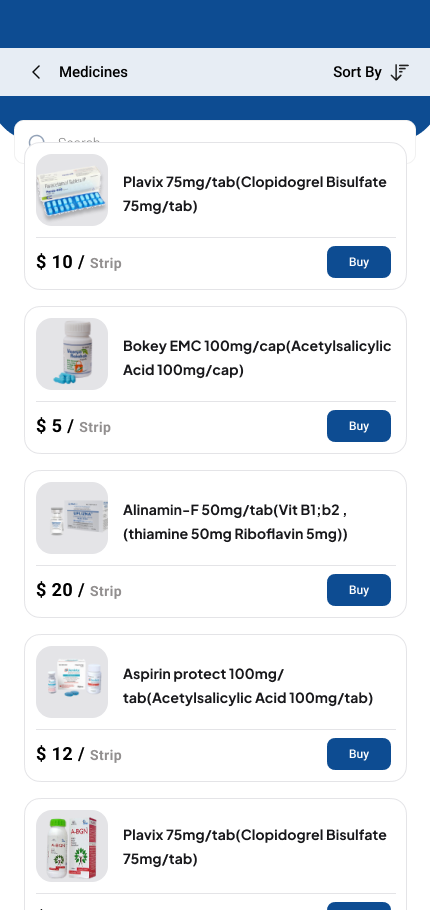 Medicines
Sort By
Search
Plavix 75mg/tab(Clopidogrel Bisulfate
75mg/tab)
$ 10 / Strip
Buy
Bokey EMC 100mg/cap(Acetylsalicylic
Acid 100mg/cap)
$ 5 / Strip
Buy
Alinamin-F 50mg/tab(Vit B1;b2 ,
(thiamine 50mg Riboflavin 5mg))
$ 20 / Strip
Buy
Aspirin protect 100mg/
tab(Acetylsalicylic Acid 100mg/tab)
$ 12 / Strip
Buy
A-BGN
A-BGN
Plavix 75mg/tab(Clopidogrel Bisulfate
75mg/tab)